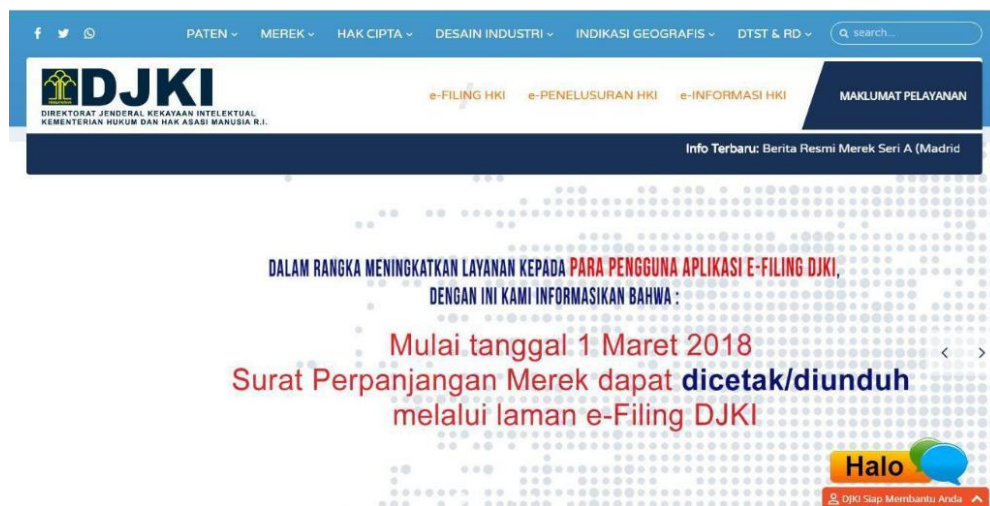 PATEN MEREK HAK CIPTA DESAIN INDUSTRI INDIKASI GEOGRAFIS DTST & RD search...
DJKI
DIREKTORAT JENDERAL KEKAYAAN INTELEKTUAL
KEMENTERIAN HUKUM DAN HAK ASASI MANUSIA R.I.
e-FILING HKI e-PENELUSURAN HKI e-INFORMASI HKI MAKLUMAT PELAYANAN
Info Terbaru: Berita Resmi Merek Seri A (Madrid
DALAM RANGKA MENINGKATKAN LAYANAN KEPADA PARA PENGGUNA APLIKASI E-FILING DJKI,
DENGAN INI KAMI INFORMASIKAN BAHWA :
Mulai tanggal 1 Maret 2018
Surat Perpanjangan Merek dapat dicetak/diunduh
melalui laman e-Filing DJKI
Halo
DJKI Siap Membantu Anda